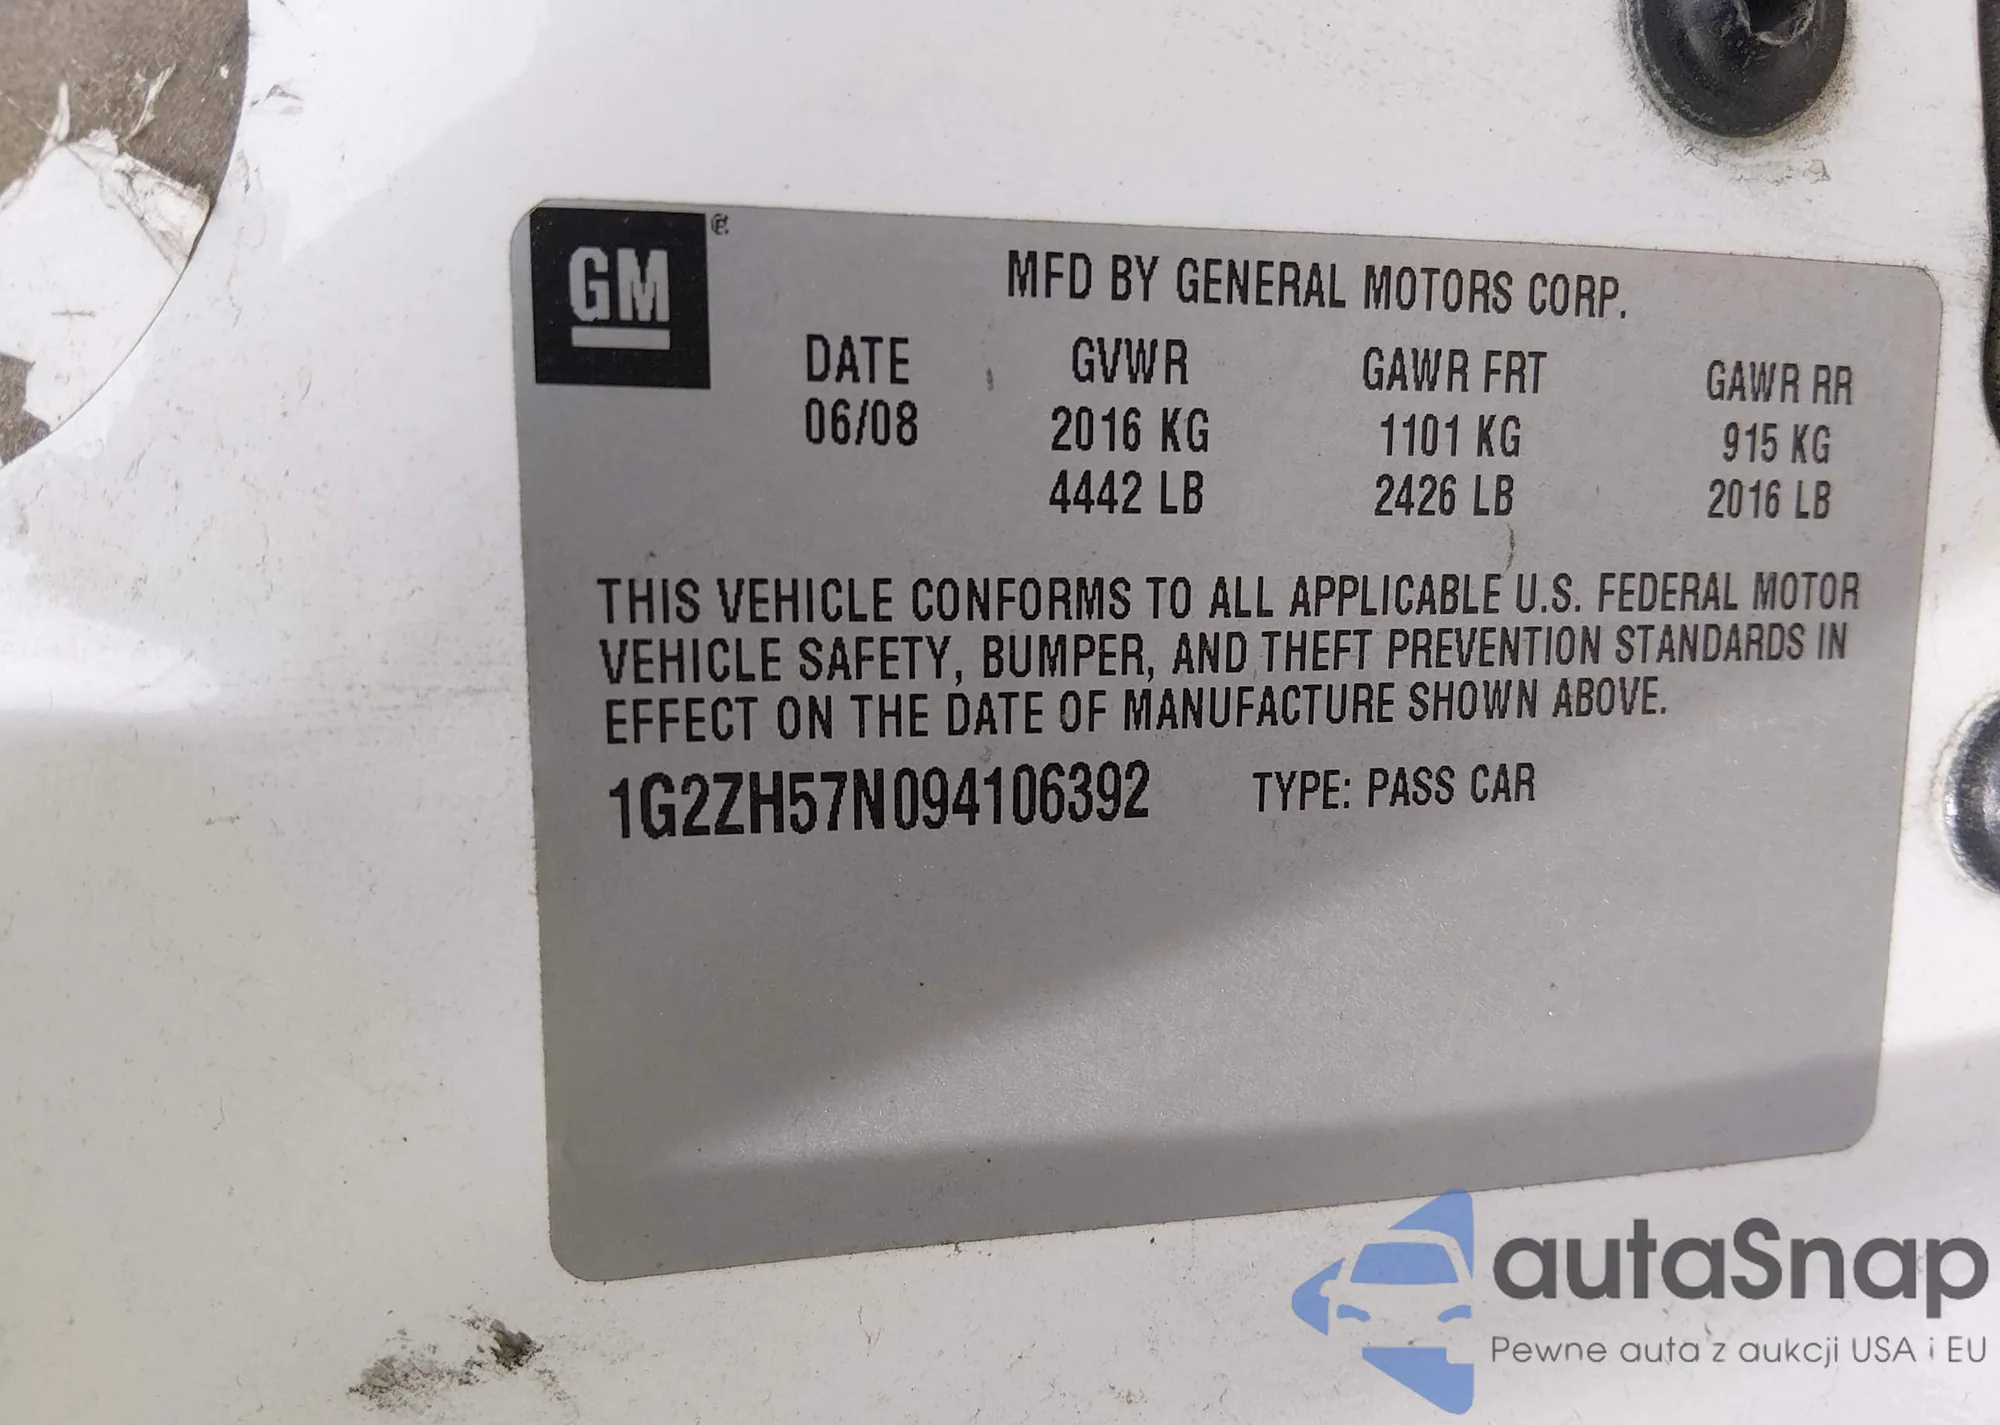 GM
MFD BY GENERAL MOTORS CORP.
DATE GVWR GAWR FRT GAWR RR
06/08 2016 KG 1101 KG 915 KG
4442 LB 2426 LB 2016 LB
THIS VEHICLE CONFORMS TO ALL APPLICABLE U.S. FEDERAL MOTOR
VEHICLE SAFETY, BUMPER, AND THEFT PREVENTION STANDARDS IN
EFFECT ON THE DATE OF MANUFACTURE SHOWN ABOVE.
1G2ZH57N094106392 TYPE: PASS CAR
autaSnap
Pewne auta z aukcji USA i EU